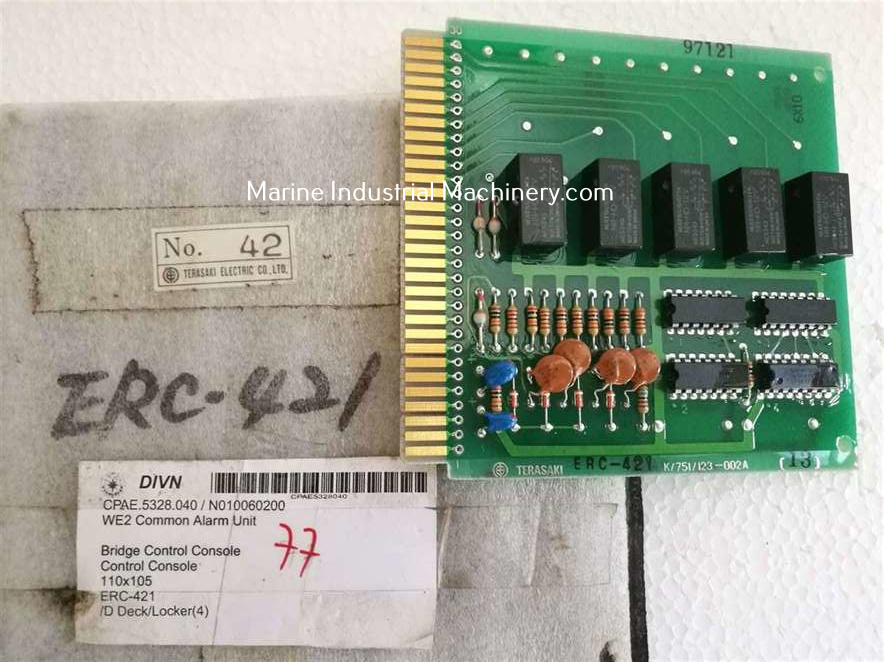 97121
6X10
Marine Industrial Machinery.com
No. 42
TERASAKI ELECTRIC CO.,LTD.
ERC-421
TERASAKI ERC-421 K/751/123-002A (13)
DIVN
CPAE5328040
CPAE.5328.040 / N010060200
WE2 Common Alarm Unit
77
Bridge Control Console
Control Console
110x105
ERC-421
/D Deck/Locker(4)